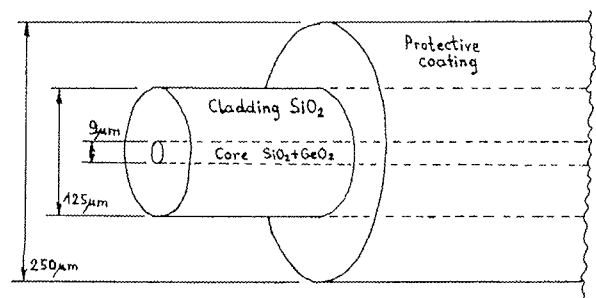 Protective
coating
Cladding SiO₂
9μm
Core SiO₂+GeO₂
125μm
250μm